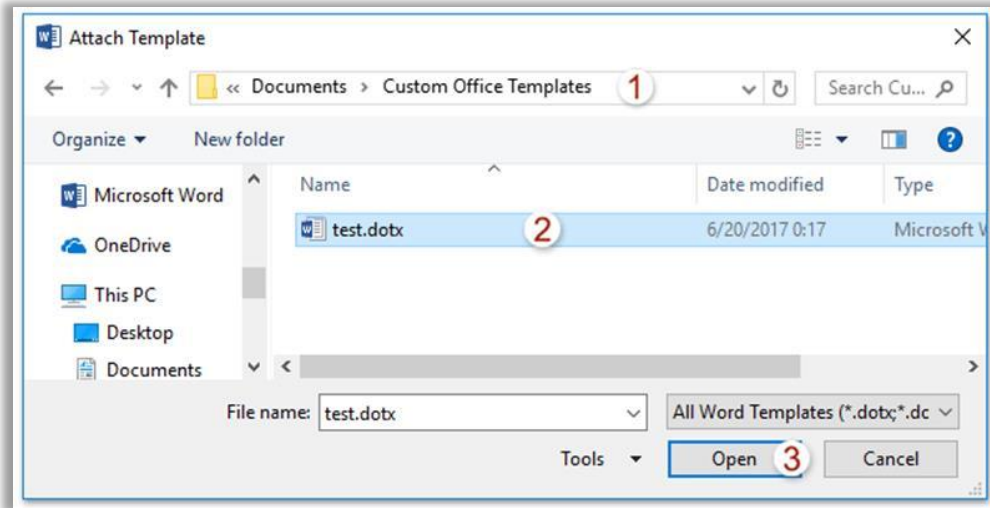 Attach Template
« Documents > Custom Office Templates 1 Search Cu...
Organize New folder ?
Microsoft Word Name Date modified Type
test.dotx 2 6/20/2017 0:17 Microsoft W
OneDrive
This PC
Desktop
Documents
File name: test.dotx All Word Templates (*.dotx;*.dc
Tools Open 3 Cancel